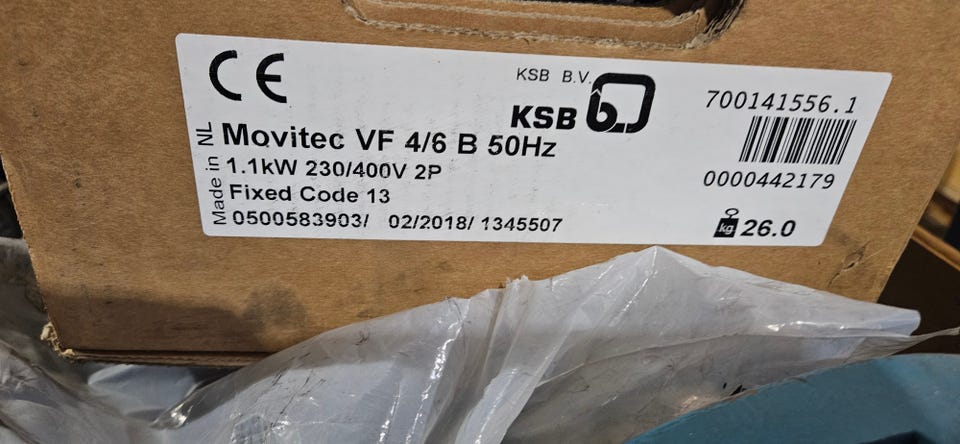 CE
KSB B.V.
KSB b
700141556.1
Made in NL
Movitec VF 4/6 B 50Hz
1.1kW 230/400V 2P
Fixed Code 13
0500583903/ 02/2018/ 1345507
0000442179
kg 26.0